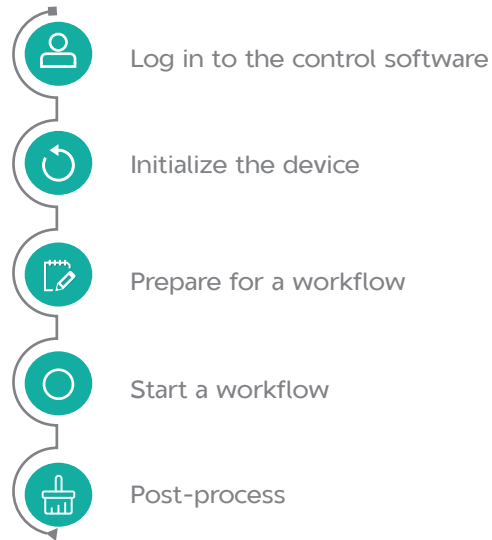 Log in to the control software
Initialize the device
Prepare for a workflow
Start a workflow
Post-process